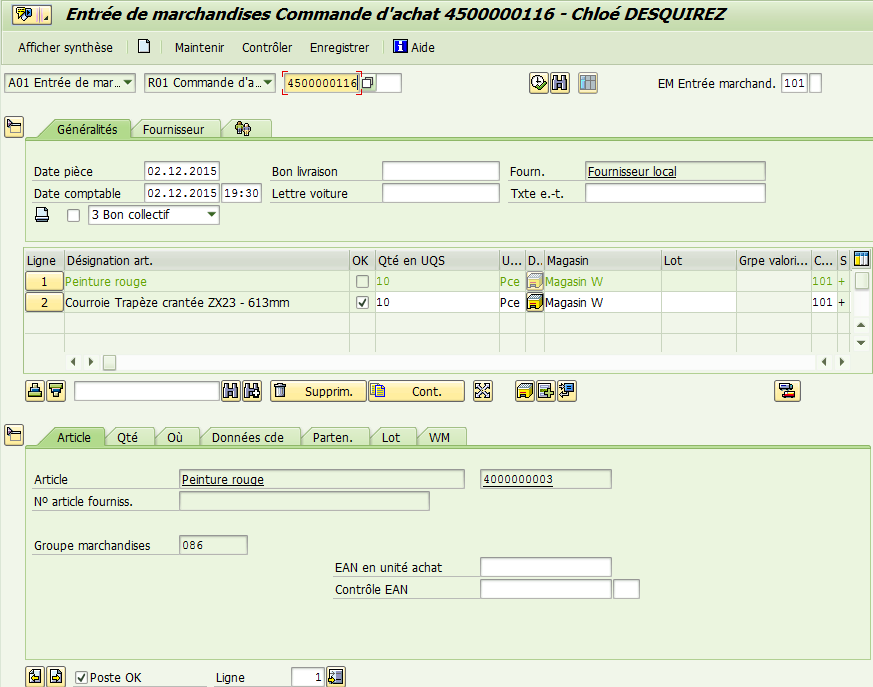 Entrée de marchandises Commande d'achat 4500000116 - Chloé DESQUIREZ
Afficher synthèse Maintenir Contrôler Enregistrer Aide
A01 Entrée de mar... R01 Commande d'a... 4500000116 EM Entrée marchand. 101
Généralités Fournisseur
Date pièce 02.12.2015 Bon livraison Fourn. Fournisseur local
Date comptable 02.12.2015 19:30 Lettre voiture Txte e.-t.
3 Bon collectif
Ligne Désignation art. OK Qté en UQS U... D.. Magasin Lot Grpe valori... C... S
1 Peinture rouge 10 Pce Magasin W 101 +
2 Courroie Trapèze crantée ZX23 - 613mm 10 Pce Magasin W 101 +
Supprim. Cont.
Article Qté Où Données cde Parten. Lot WM
Article Peinture rouge 4000000003
Nº article fourniss.
Groupe marchandises 086
EAN en unité achat
Contrôle EAN
Poste OK Ligne 1